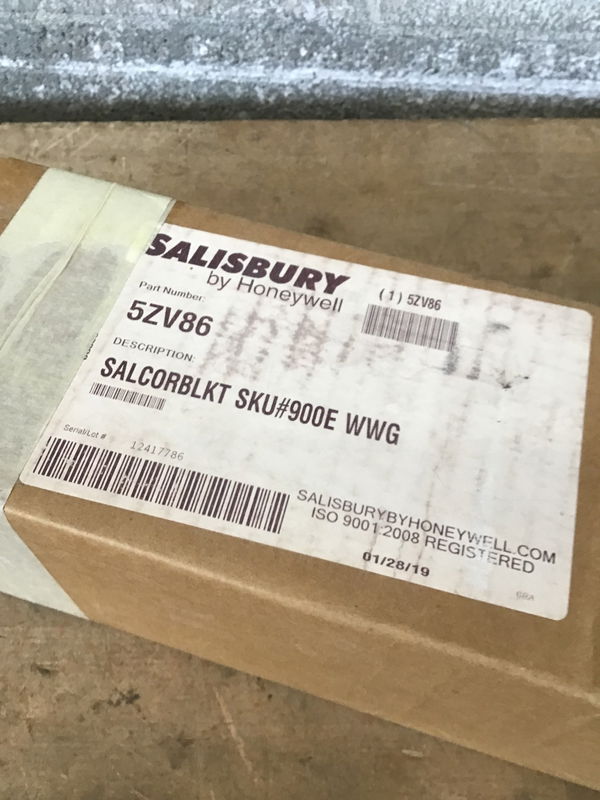 SALISBURY
by Honeywell
(1) 5ZV86
Part Number:
5ZV86
DESCRIPTION:
SALCORBLKT SKU#900E WWG
Serial/Lot #
12417786
SALISBURYBYHONEYWELL.COM
ISO 9001:2008 REGISTERED
01/28/19